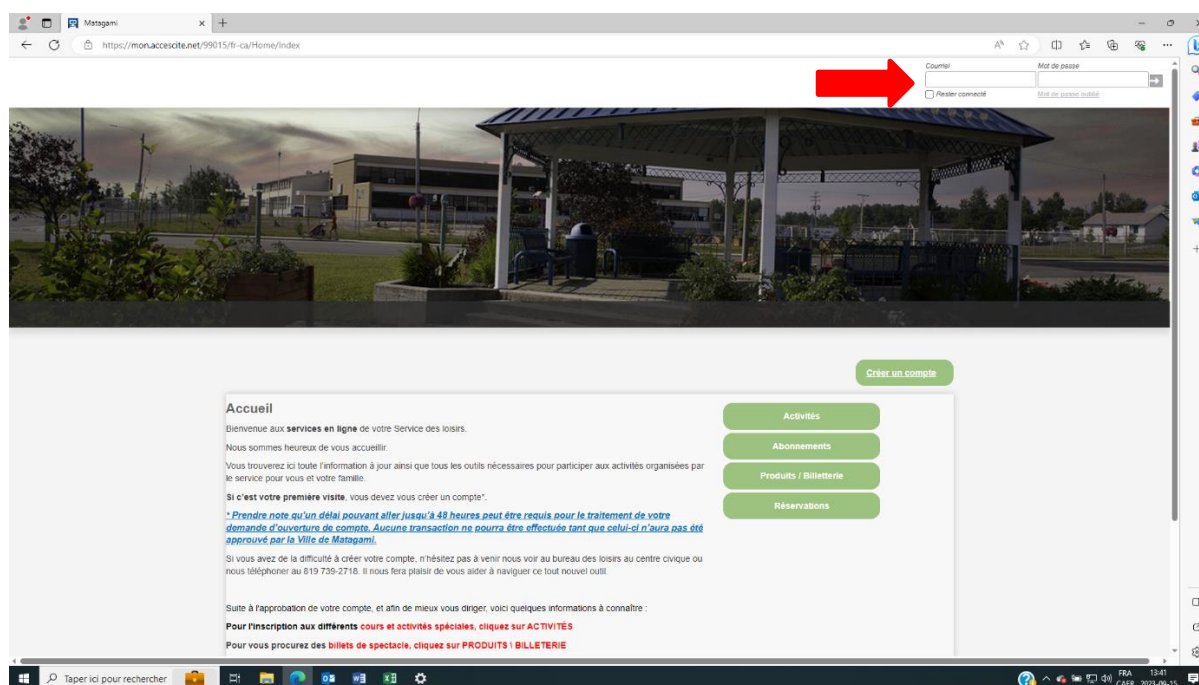 Matagami
https://mon.accescite.net/99015/fr-ca/Home/Index
Courriel Mot de passe
Rester connecté Mot de passe oublié
Créer un compte
Accueil
Bienvenue aux services en ligne de votre Service des loisirs.
Nous sommes heureux de vous accueillir.
Vous trouverez ici toute l'information à jour ainsi que tous les outils nécessaires pour participer aux activités organisées par
le service pour vous et votre famille.
Si c'est votre première visite, vous devez vous créer un compte*.
* Prendre note qu'un délai pouvant aller jusqu'à 48 heures peut être requis pour le traitement de votre
demande d'ouverture de compte. Aucune transaction ne pourra être effectuée tant que celui-ci n'aura pas été
approuvé par la Ville de Matagami.
Si vous avez de la difficulté à créer votre compte, n'hésitez pas à venir nous voir au bureau des loisirs au centre civique ou
nous téléphoner au 819 739-2718. Il nous fera plaisir de vous aider à naviguer ce tout nouvel outil.
Suite à l'approbation de votre compte, et afin de mieux vous diriger, voici quelques informations à connaître :
Pour l'inscription aux différents cours et activités spéciales, cliquez sur ACTIVITÉS
Pour vous procurez des billets de spectacle, cliquez sur PRODUITS \ BILLETERIE
Activités
Abonnements
Produits / Billetterie
Réservations
Taper ici pour rechercher
FRA 13:41
CAFR 2023-09-15